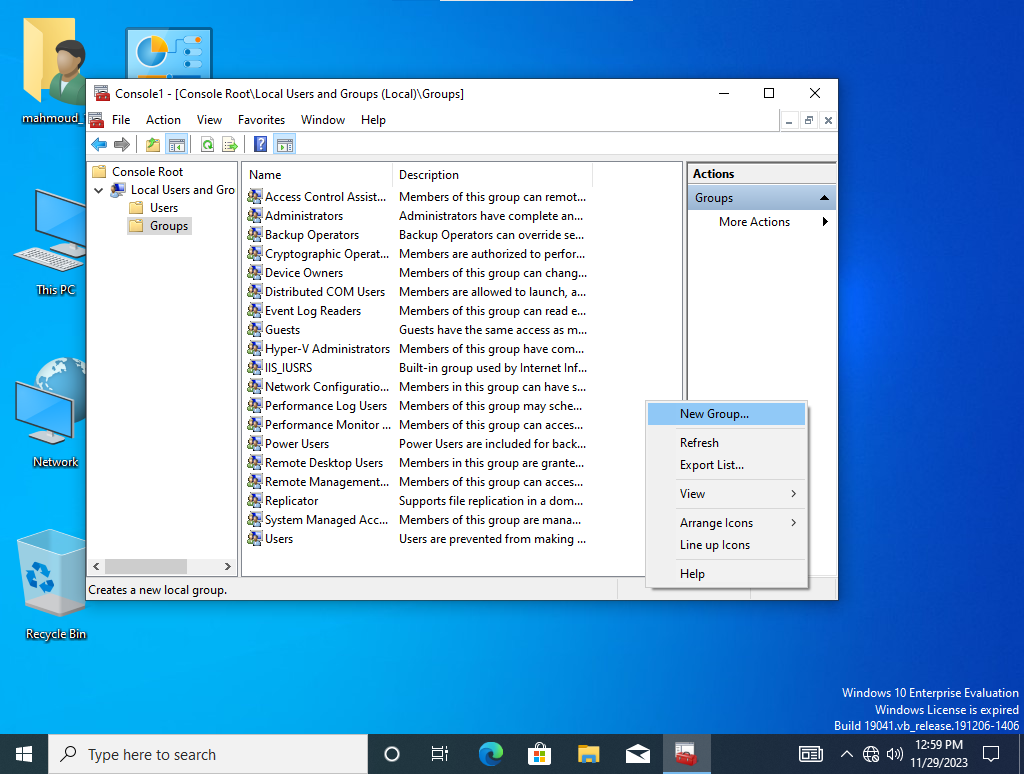 mahmoud_
This PC
Network
Recycle Bin
Console1 - [Console Root\Local Users and Groups (Local)\Groups]
File Action View Favorites Window Help
Console Root
Local Users and Gro
Users
Groups
Name Description
Access Control Assist... Members of this group can remot...
Administrators Administrators have complete an...
Backup Operators Backup Operators can override se...
Cryptographic Operat... Members are authorized to perfor...
Device Owners Members of this group can chang...
Distributed COM Users Members are allowed to launch, a...
Event Log Readers Members of this group can read e...
Guests Guests have the same access as m...
Hyper-V Administrators Members of this group have com...
IIS_IUSRS Built-in group used by Internet Inf...
Network Configuratio... Members in this group can have s...
Performance Log Users Members of this group may sche...
Performance Monitor ... Members of this group can acces...
Power Users Power Users are included for back...
Remote Desktop Users Members in this group are grante...
Remote Management... Members of this group can acces...
Replicator Supports file replication in a dom...
System Managed Acc... Members of this group are mana...
Users Users are prevented from making ...
Actions
Groups
More Actions
New Group...
Refresh
Export List...
View
Arrange Icons
Line up Icons
Help
Creates a new local group.
Windows 10 Enterprise Evaluation
Windows License is expired
Build 19041.vb_release.191206-1406
Type here to search
12:59 PM
11/29/2023